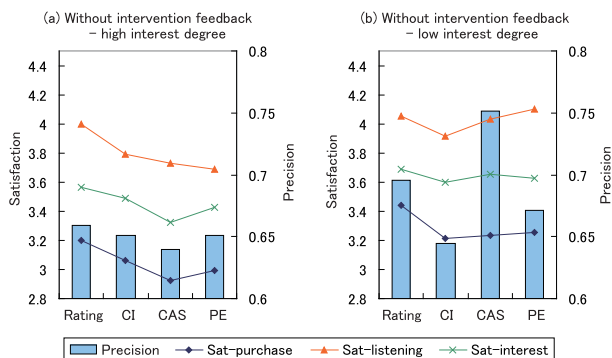 (a) Without intervention feedback
- high interest degree
(b) Without intervention feedback
- low interest degree
4.4
4.2
4
3.8
3.6
3.4
3.2
3
2.8
Satisfaction
0.8
0.75
0.7
0.65
0.6
Precision
Rating CI CAS PE
4.4
4.2
4
3.8
3.6
3.4
3.2
3
2.8
Satisfaction
0.8
0.75
0.7
0.65
0.6
Precision
Rating CI CAS PE
Precision Sat-purchase Sat-listening Sat-interest